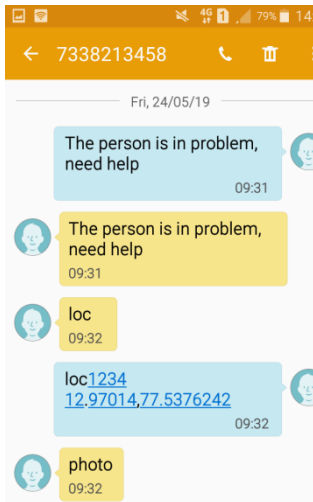 4G 1 79% 14
7338213458
Fri, 24/05/19
The person is in problem,
need help
09:31
The person is in problem,
need help
09:31
loc
09:32
loc1234
12.97014,77.5376242
09:32
photo
09:32